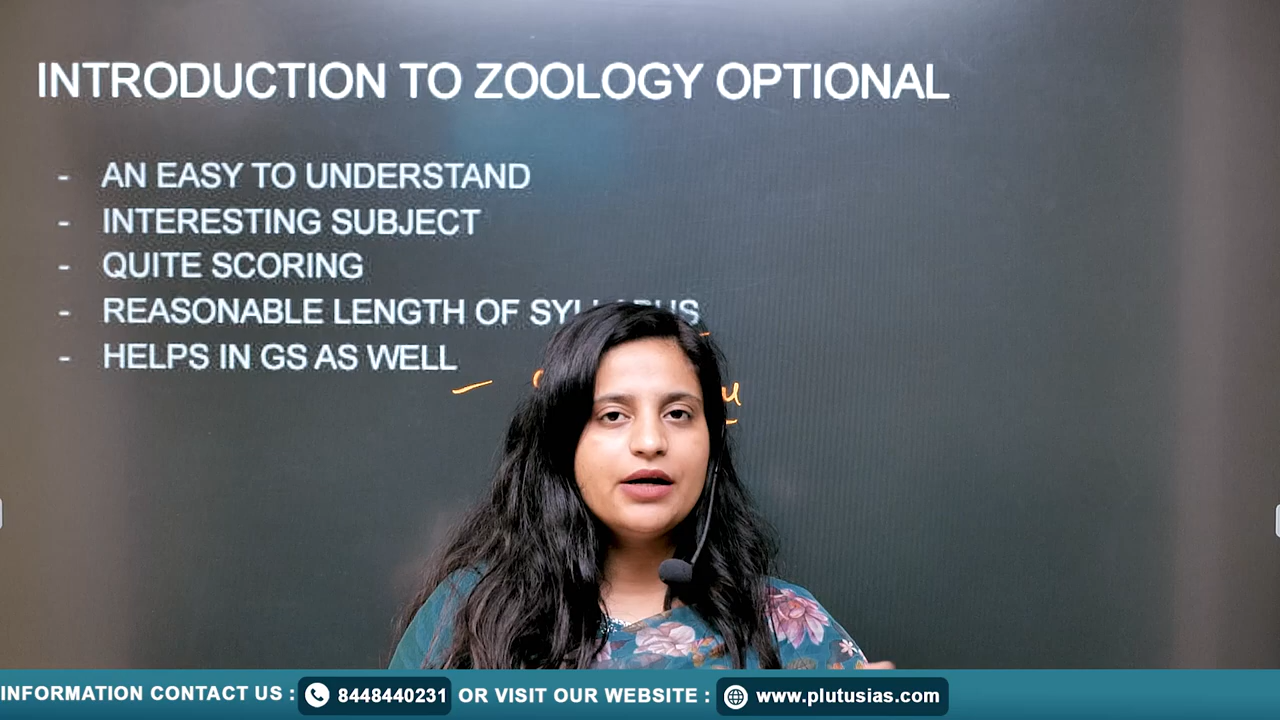 INTRODUCTION TO ZOOLOGY OPTIONAL
- AN EASY TO UNDERSTAND
- INTERESTING SUBJECT
- QUITE SCORING
- REASONABLE LENGTH OF
- HELPS IN GS AS WELL
INFORMATION CONTACT US : 8448440231 OR VISIT OUR WEBSITE : www.plutusias.com